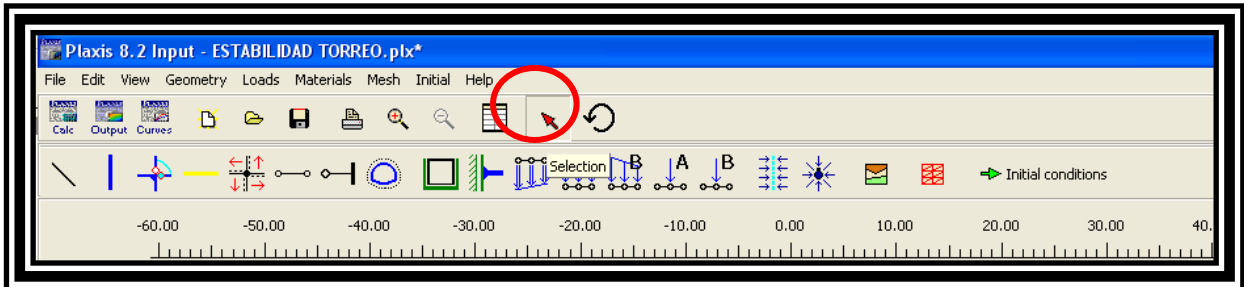 Plaxis 8.2 Input - ESTABILIDAD TORREO.plx*
File Edit View Geometry Loads Materials Mesh Initial Help
Calc Output Curves
Selection B A B Initial conditions
-60.00 -50.00 -40.00 -30.00 -20.00 -10.00 0.00 10.00 20.00 30.00 40.